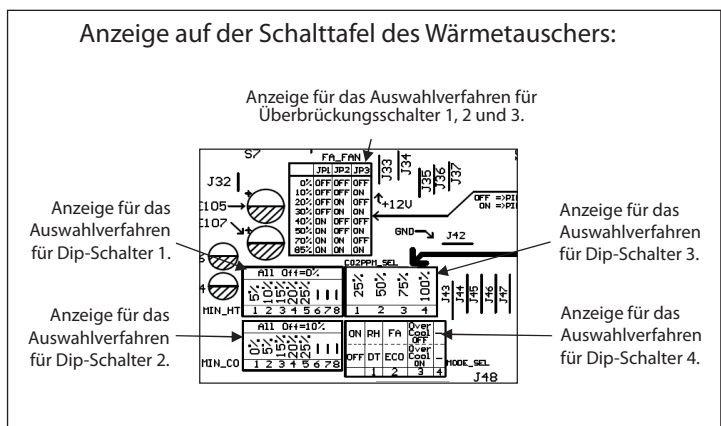 Anzeige auf der Schalttafel des Wärmetauschers:
Anzeige für das Auswahlverfahren für
Überbrückungsschalter 1, 2 und 3.
S7
FA_FAN
JP1 JP2 JP3
0% OFF OFF OFF
10% OFF OFF ON
20% OFF ON OFF
30% OFF ON ON
40% ON OFF OFF
50% ON OFF ON
70% ON ON OFF
85% ON ON ON
J32
C105
C107
J33
J34
J35
J36
J37
+12V
OFF =>PI
ON =>PI
GND
J42
Anzeige für das
Auswahlverfahren
für Dip-Schalter 1.
Anzeige für das
Auswahlverfahren
für Dip-Schalter 3.
CO2PPM_SEL
All Off=0%
5% 10% 15% 20% 25% | | |
MIN_HT 1 2 3 4 5 6 7 8
25% 50% 75% 100%
1 2 3 4
J43
J44
J45
J46
J47
Anzeige für das
Auswahlverfahren
für Dip-Schalter 2.
Anzeige für das
Auswahlverfahren
für Dip-Schalter 4.
All Off=10%
0% 5% 15% 20% 25% | | |
MIN_CO 1 2 3 4 5 6 7 8
ON RH FA Over Cool OFF –
OFF DT ECO Over Cool ON –
1 2 3 4
MODE_SEL
J48